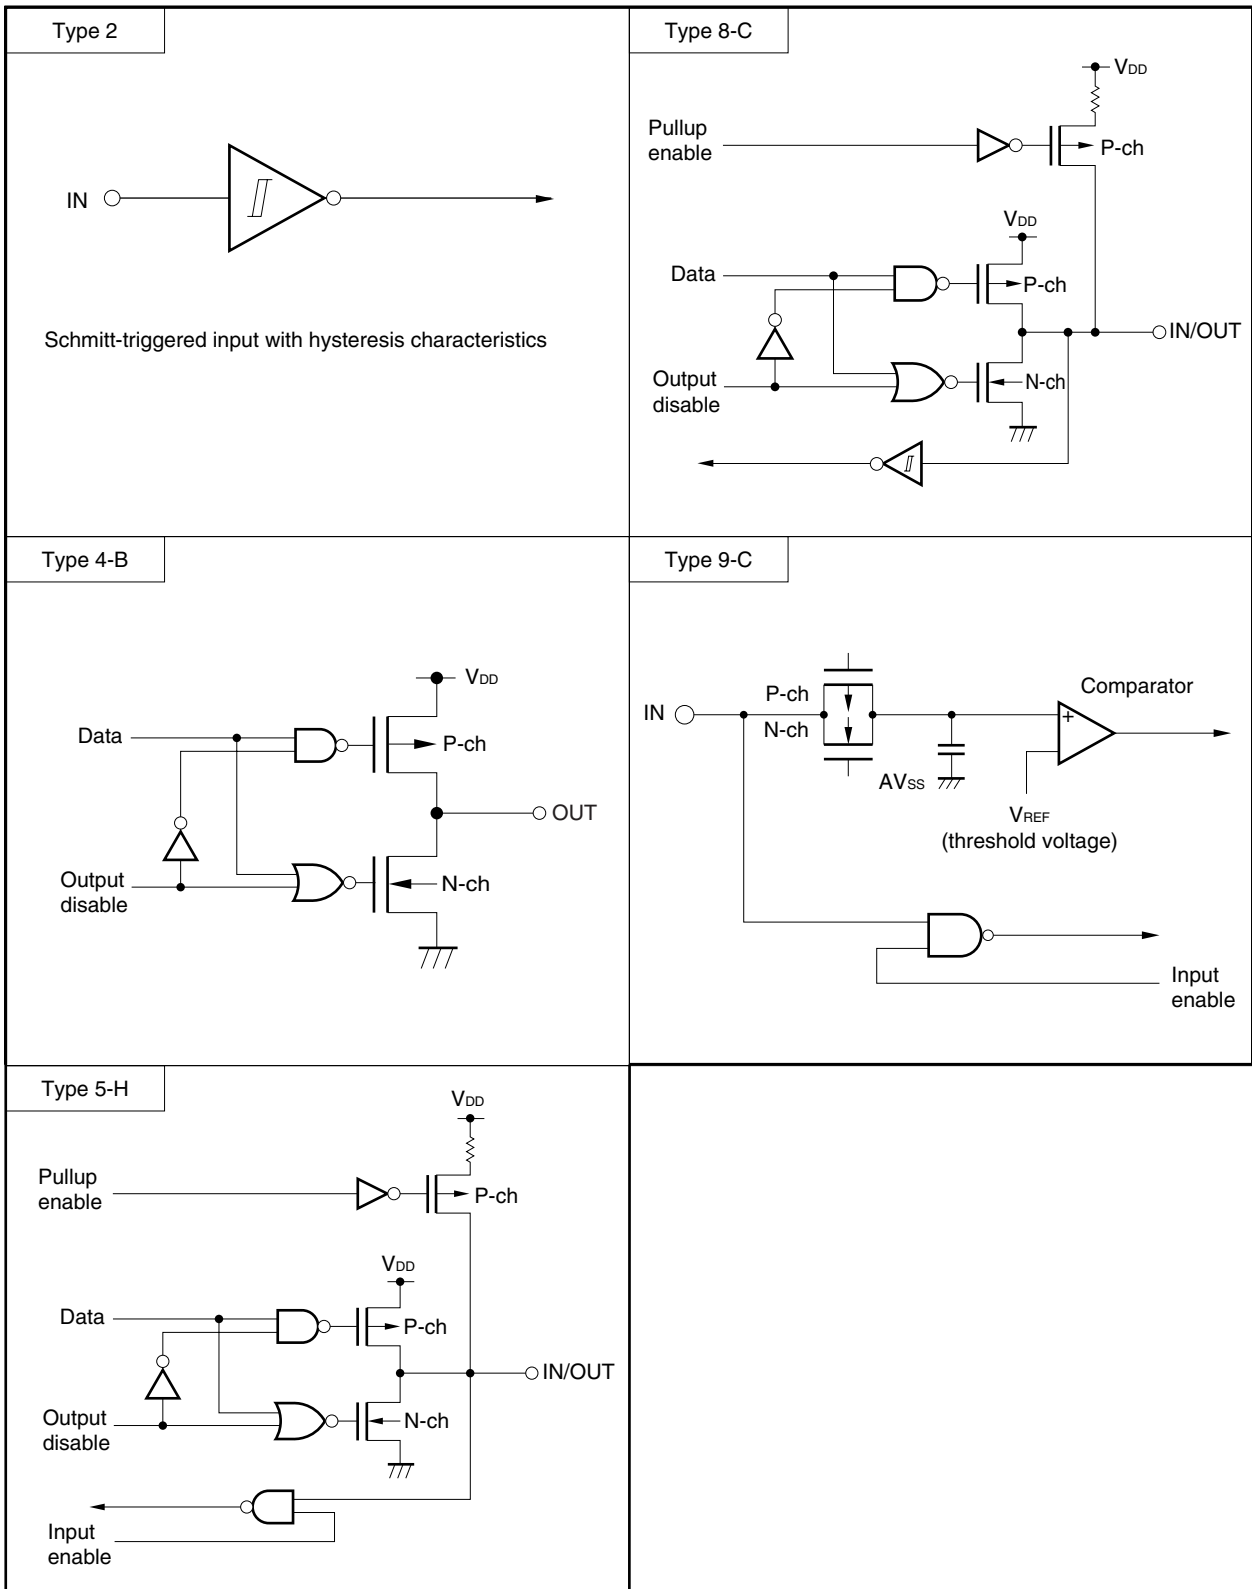 Type 2
IN
Schmitt-triggered input with hysteresis characteristics
Type 8-C
VDD
Pullup
enable
P-ch
VDD
Data
P-ch
IN/OUT
Output
disable
N-ch
Type 4-B
VDD
Data
P-ch
OUT
Output
disable
N-ch
Type 9-C
P-ch
Comparator
IN
N-ch
+
AVSS
VREF
(threshold voltage)
Input
enable
Type 5-H
VDD
Pullup
enable
P-ch
VDD
Data
P-ch
IN/OUT
Output
disable
N-ch
Input
enable